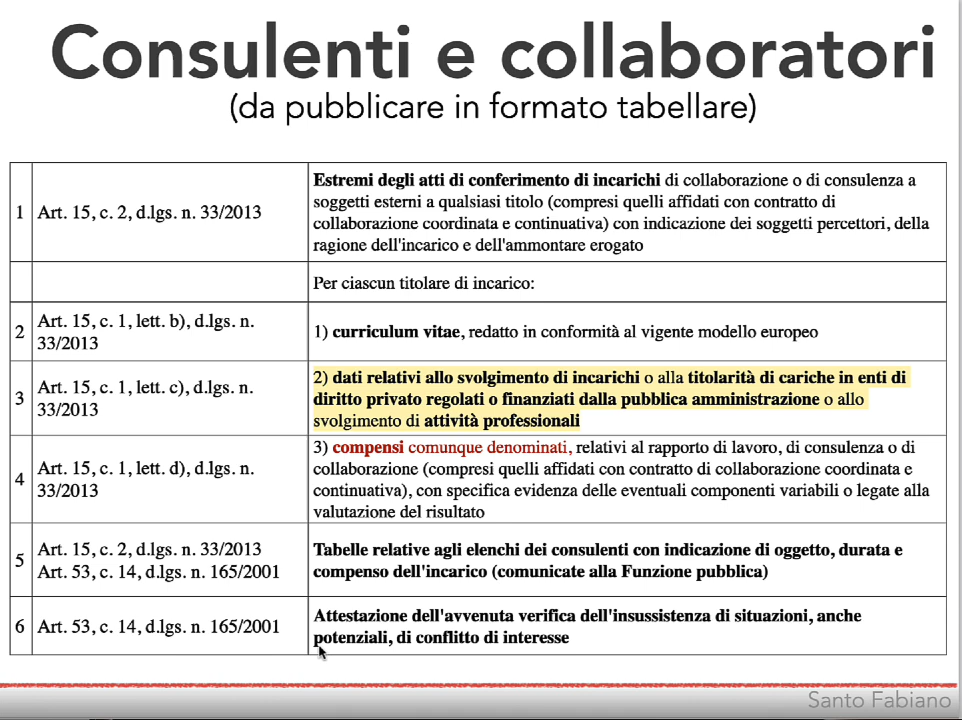 Consulenti e collaboratori
(da pubblicare in formato tabellare)
1
Art. 15, c. 2, d.lgs. n. 33/2013
Estremi degli atti di conferimento di incarichi di collaborazione o di consulenza a
soggetti esterni a qualsiasi titolo (compresi quelli affidati con contratto di
collaborazione coordinata e continuativa) con indicazione dei soggetti percettori, della
ragione dell'incarico e dell'ammontare erogato
Per ciascun titolare di incarico:
2
Art. 15, c. 1, lett. b), d.lgs. n.
33/2013
1) curriculum vitae, redatto in conformità al vigente modello europeo
3
Art. 15, c. 1, lett. c), d.lgs. n.
33/2013
2) dati relativi allo svolgimento di incarichi o alla titolarità di cariche in enti di
diritto privato regolati o finanziati dalla pubblica amministrazione o allo
svolgimento di attività professionali
4
Art. 15, c. 1, lett. d), d.lgs. n.
33/2013
3) compensi comunque denominati, relativi al rapporto di lavoro, di consulenza o di
collaborazione (compresi quelli affidati con contratto di collaborazione coordinata e
continuativa), con specifica evidenza delle eventuali componenti variabili o legate alla
valutazione del risultato
5
Art. 15, c. 2, d.lgs. n. 33/2013
Art. 53, c. 14, d.lgs. n. 165/2001
Tabelle relative agli elenchi dei consulenti con indicazione di oggetto, durata e
compenso dell'incarico (comunicate alla Funzione pubblica)
6
Art. 53, c. 14, d.lgs. n. 165/2001
Attestazione dell'avvenuta verifica dell'insussistenza di situazioni, anche
potenziali, di conflitto di interesse
Santo Fabiano